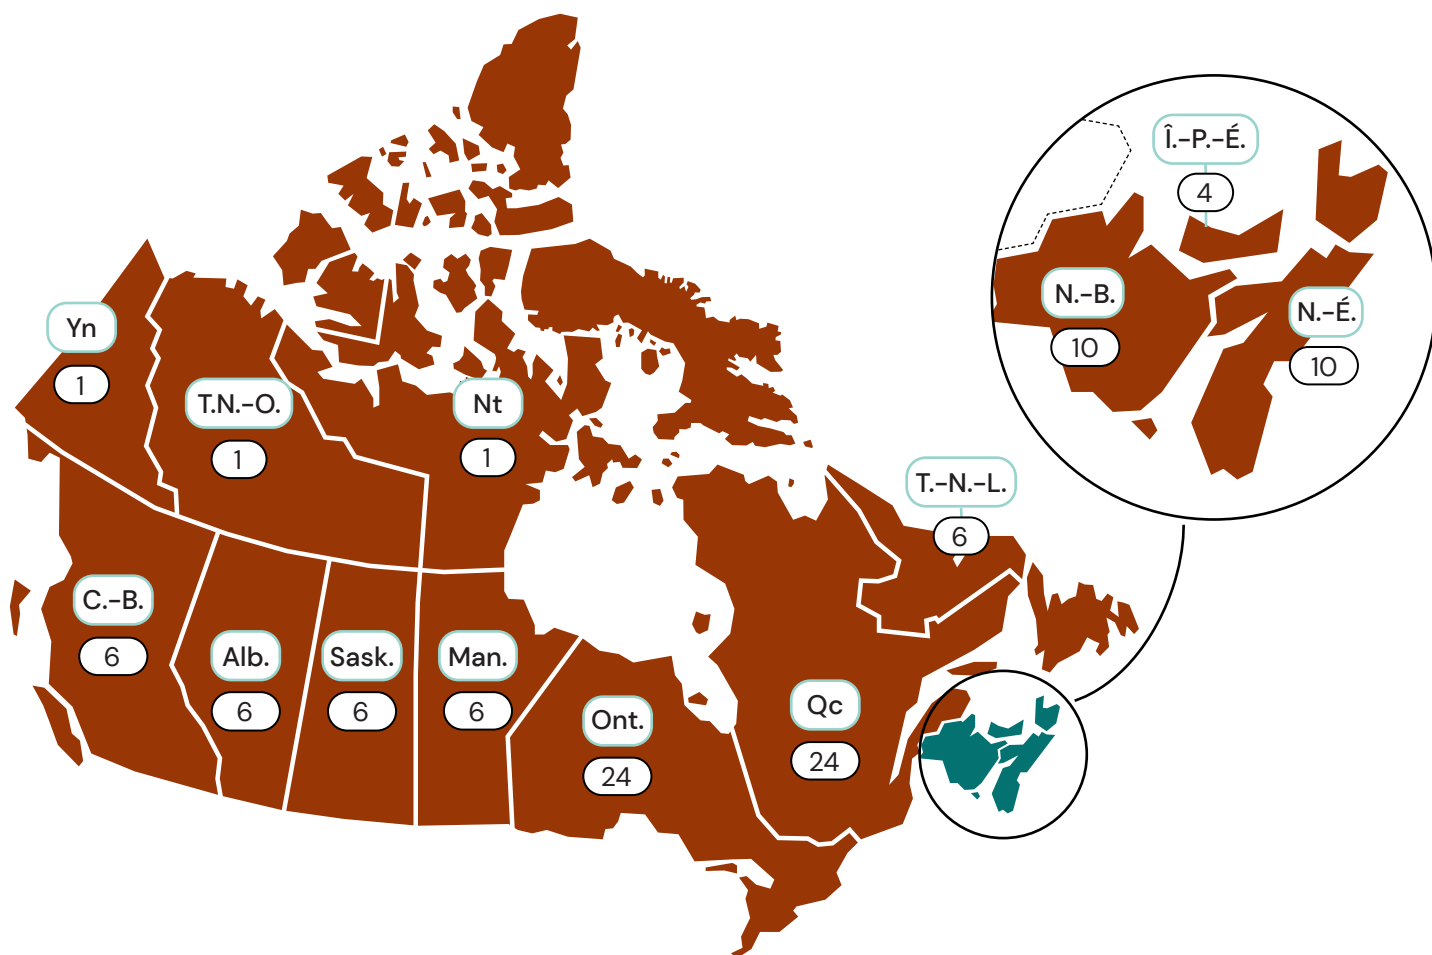 Î.-P.-É.
4
N.-B.
10
N.-É.
10
Yn
1
T.N.-O.
1
Nt
1
T.-N.-L.
6
C.-B.
6
Alb.
6
Sask.
6
Man.
6
Ont.
24
Qc
24